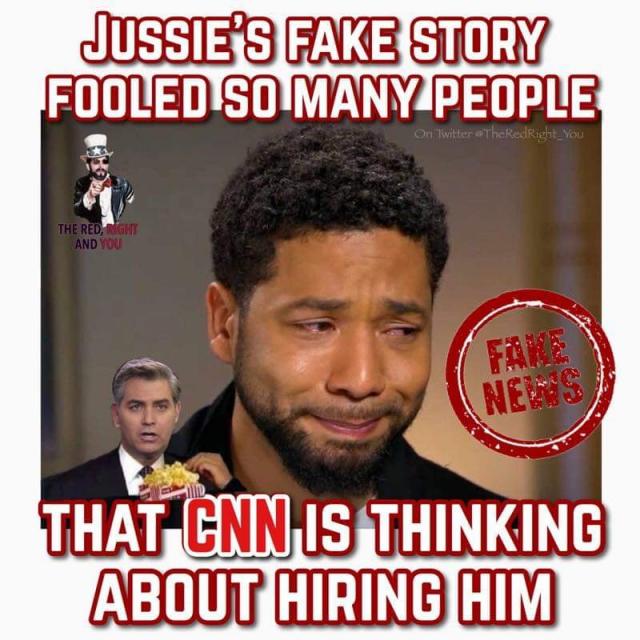 JUSSIE'S FAKE STORY
FOOLED SO MANY PEOPLE
On Twitter @TheRedRight_You
THE RED, RIGHT
AND YOU
FAKE
NEWS
THAT CNN IS THINKING
ABOUT HIRING HIM